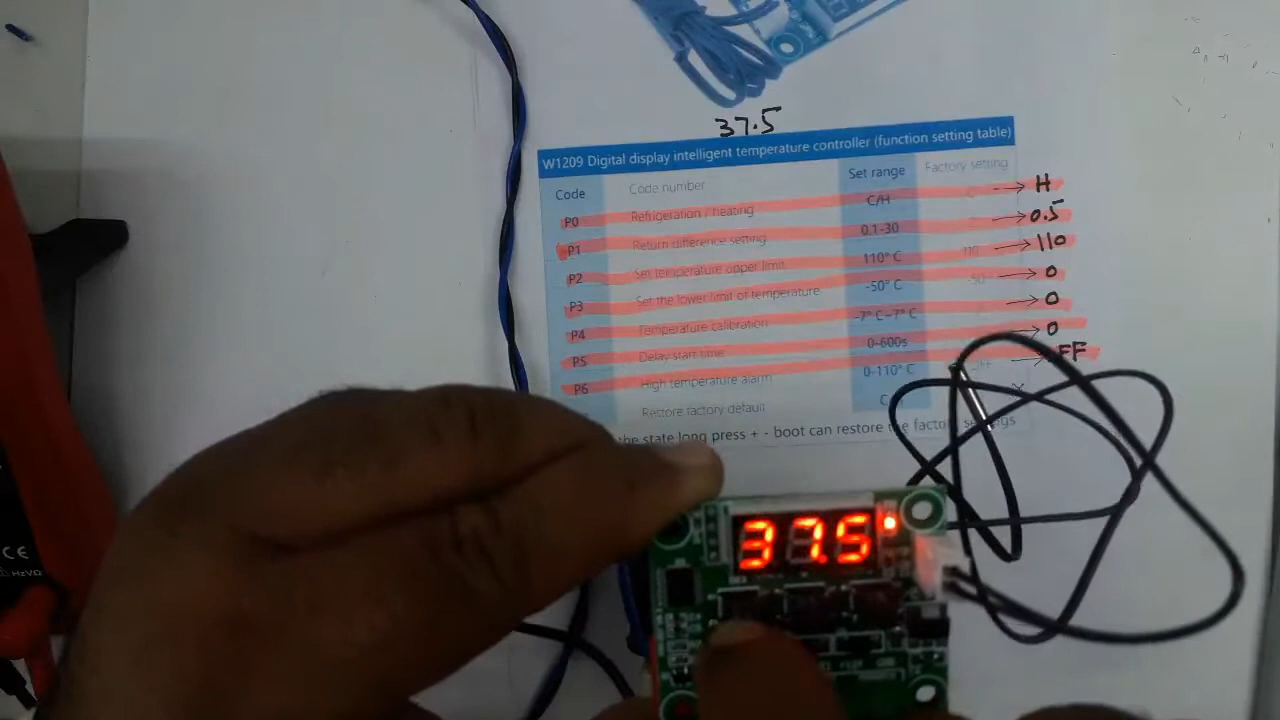 37.5
W1209 Digital display intelligent temperature controller (function setting table)
Code Code number Set range Factory setting
P0 Refrigeration / heating C/H → H
P1 Return difference setting 0.1-30 → 0.5
P2 Set temperature upper limit 110° C 110 → 110
P3 Set the lower limit of temperature -50° C -50 → 0
P4 Temperature calibration -7° C~7° C → 0
P5 Delay start time 0-600s → 0
P6 High temperature alarm 0-110° C → FF
Restore factory default
the state long press + - boot can restore the
37.5
CE